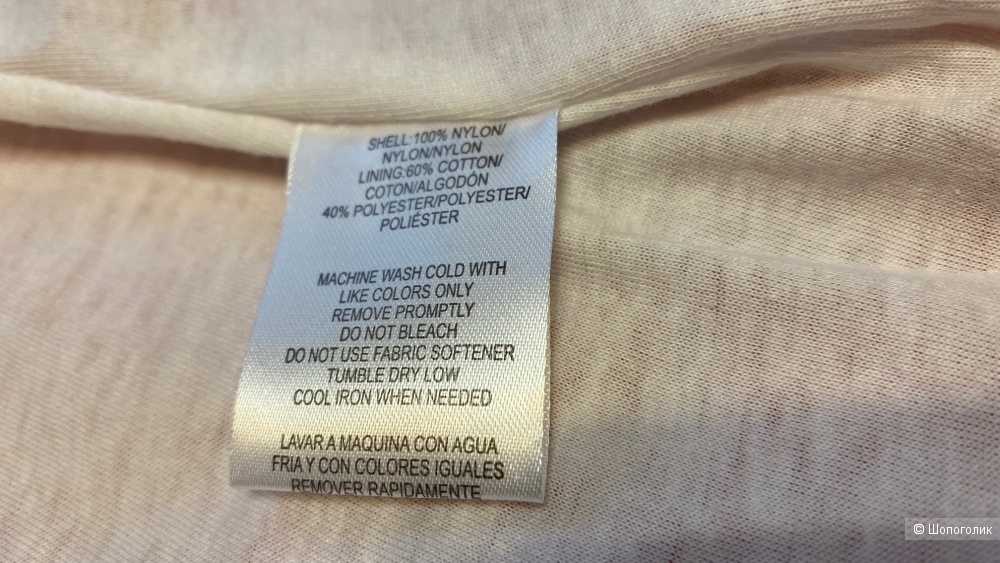 SHELL:100% NYLON/
NYLON/NYLON
LINING:60% COTTON/
COTON/ALGODÓN
40% POLYESTER/POLYESTER/
POLIÉSTER
MACHINE WASH COLD WITH
LIKE COLORS ONLY
REMOVE PROMPTLY
DO NOT BLEACH
DO NOT USE FABRIC SOFTENER
TUMBLE DRY LOW
COOL IRON WHEN NEEDED
LAVAR A MAQUINA CON AGUA
FRIA Y CON COLORES IGUALES
REMOVER RAPIDAMENTE
© Шопоголик